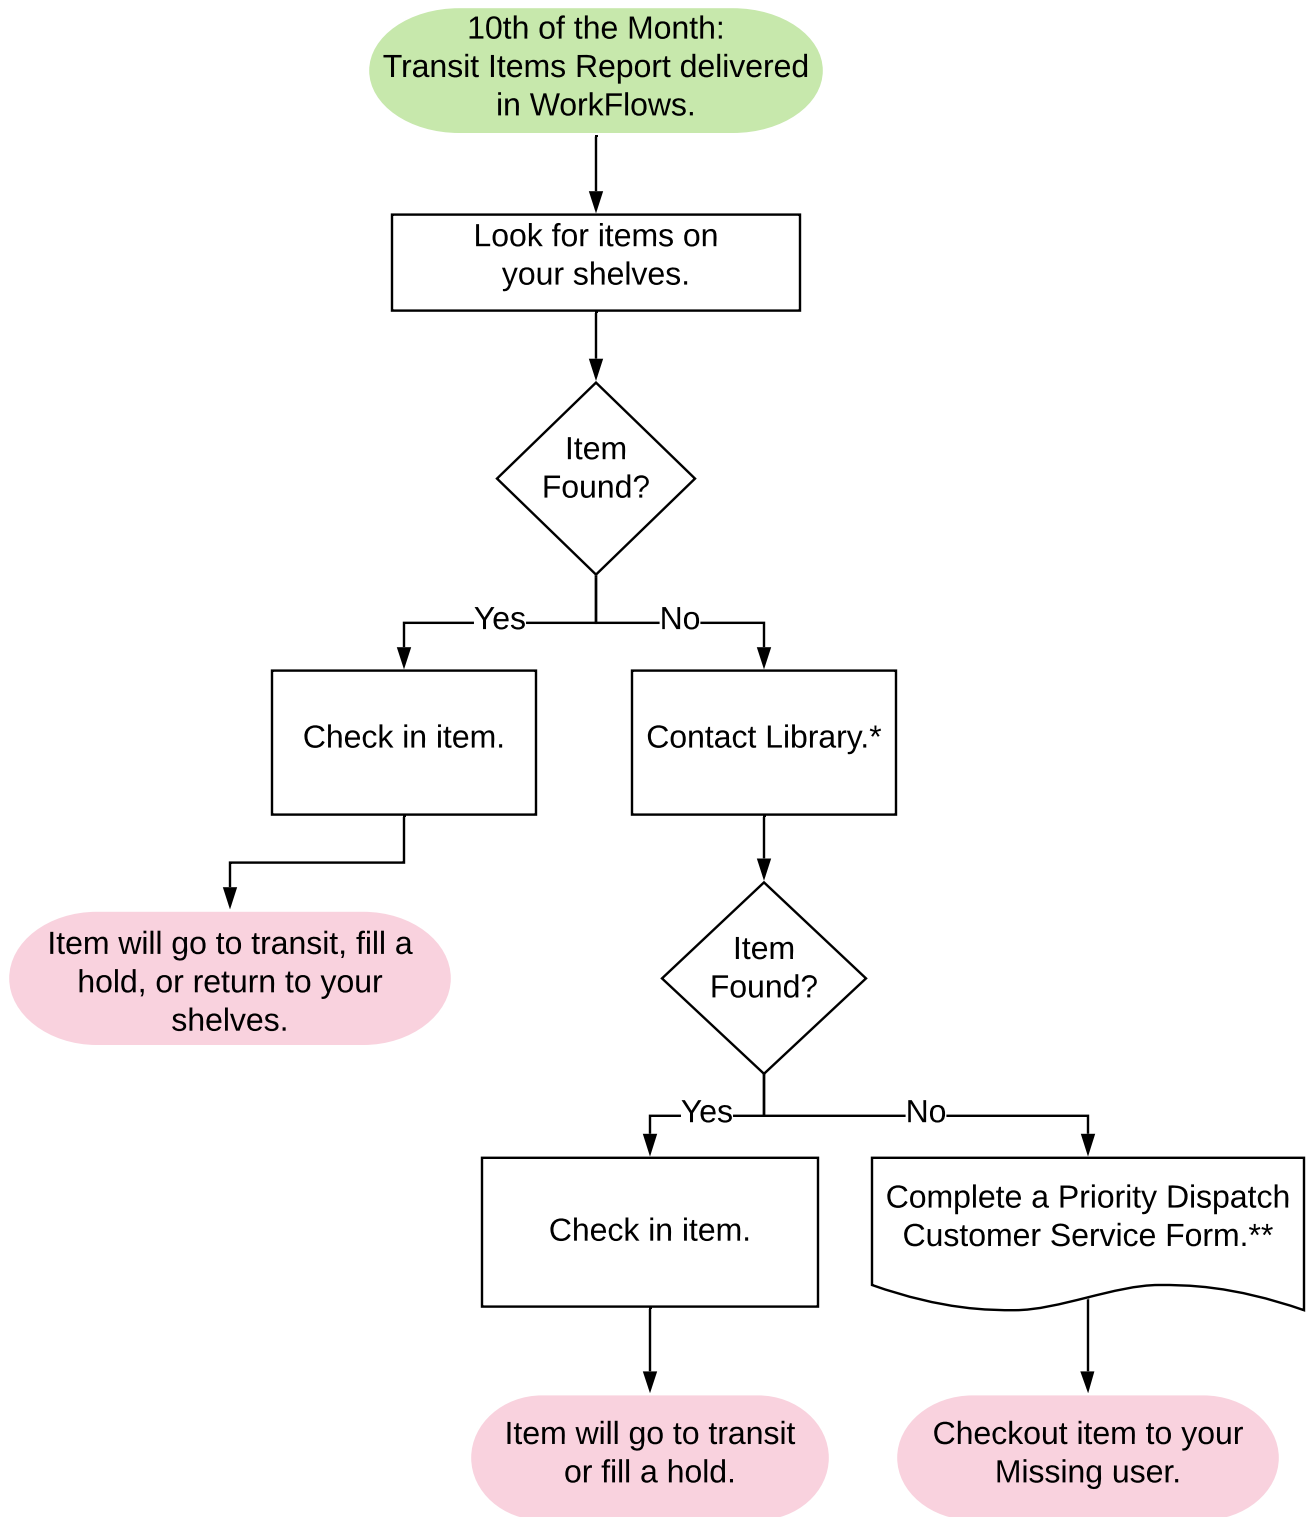 10th of the Month:
Transit Items Report delivered
in WorkFlows.
Look for items on
your shelves.
Item
Found?
Yes
No
Check in item.
Contact Library.*
Item will go to transit, fill a
hold, or return to your
shelves.
Item
Found?
Yes
No
Check in item.
Complete a Priority Dispatch
Customer Service Form.**
Item will go to transit
or fill a hold.
Checkout item to your
Missing user.